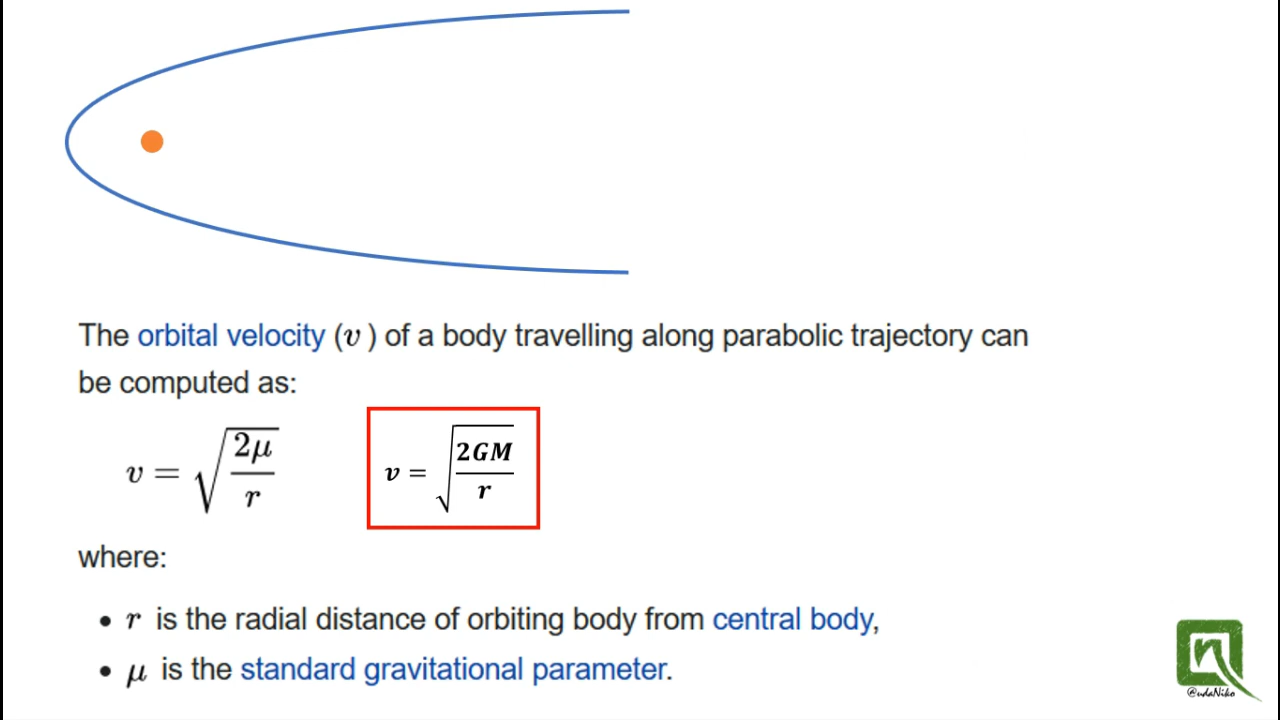 The orbital velocity (v) of a body travelling along parabolic trajectory can
be computed as:
v = √(2μ/r)
v = √(2GM/r)
where:
• r is the radial distance of orbiting body from central body,
• μ is the standard gravitational parameter.
@udaNiko